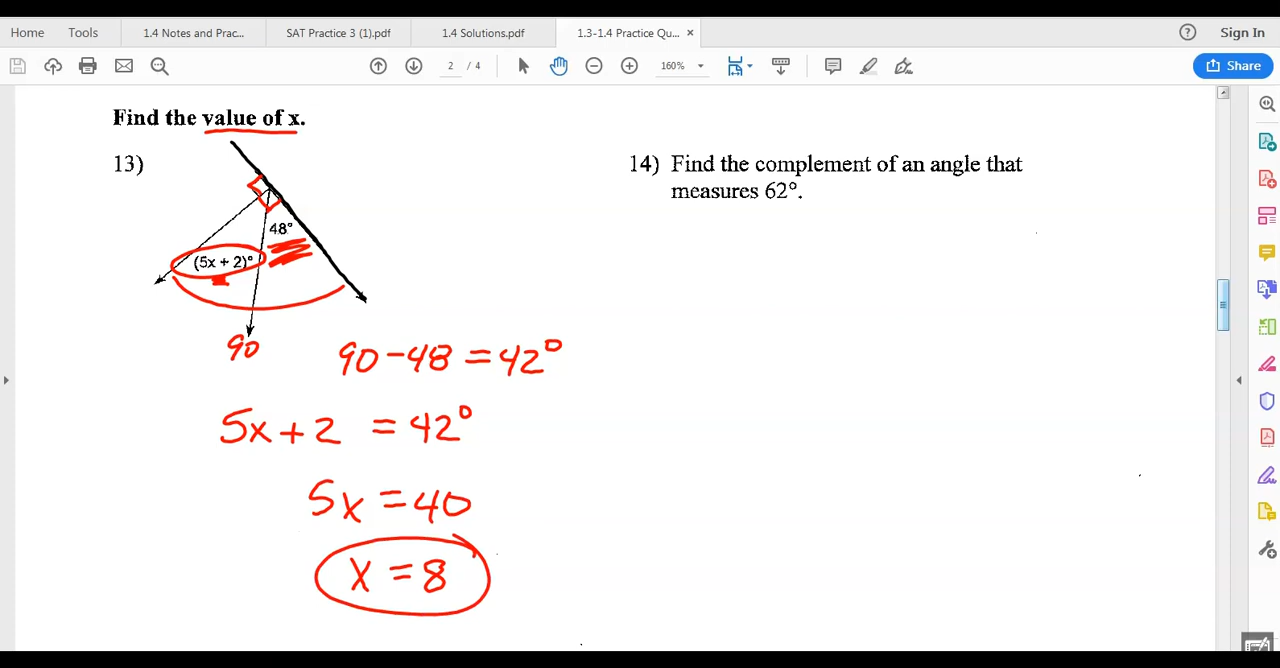 Home Tools 1.4 Notes and Prac... SAT Practice 3 (1).pdf 1.4 Solutions.pdf 1.3-1.4 Practice Qu... × ? Sign In
2 / 4 160% Share
Find the value of x.
13)
48°
(5x + 2)°
90
90 - 48 = 42°
5x + 2 = 42°
5x = 40
x = 8
14) Find the complement of an angle that
measures 62°.